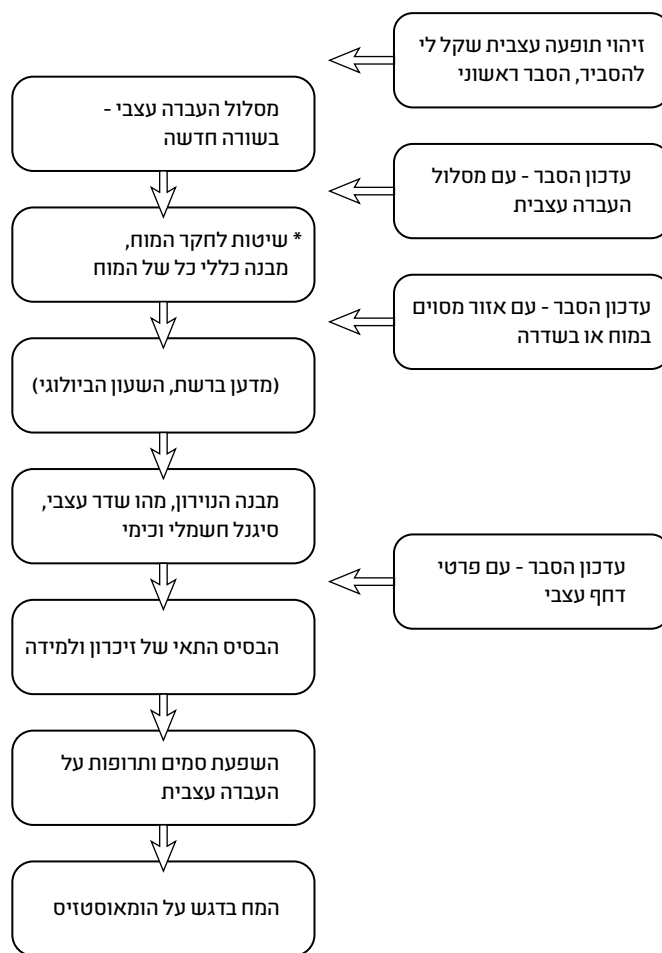 זיהוי תופעה עצבית שקל לי
להסביר, הסבר ראשוני
מסלול העברה עצבי -
בשורה חדשה
עדכון הסבר - עם מסלול
העברה עצבית
* שיטות לחקר המוח,
מבנה כללי כל של המוח
עדכון הסבר - עם אזור מסוים
במוח או בשדרה
(מדען ברשת, השעון הביולוגי)
מבנה הנוירון, מהו שדר עצבי,
סיגנל חשמלי וכימי
עדכון הסבר - עם פרטי
דחף עצבי
הבסיס התאי של זיכרון ולמידה
השפעת סמים ותרופות על
העברה עצבית
המח בדגש על הומאוסטזיס